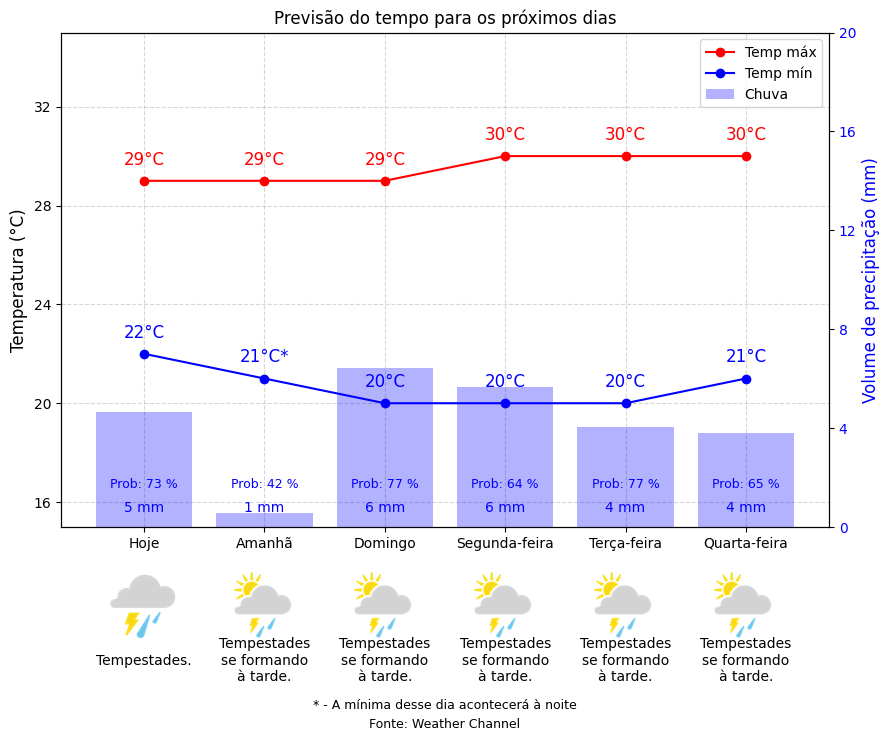 Previsão do tempo para os próximos dias
Temp máx
Temp mín
Chuva
Temperatura (°C)
32
28
24
20
16
Volume de precipitação (mm)
20
16
12
8
4
0
29°C 29°C 29°C 30°C 30°C 30°C
22°C 21°C* 20°C 20°C 20°C 21°C
Prob: 73 % Prob: 42 % Prob: 77 % Prob: 64 % Prob: 77 % Prob: 65 %
5 mm 1 mm 6 mm 6 mm 4 mm 4 mm
Hoje Amanhã Domingo Segunda-feira Terça-feira Quarta-feira
Tempestades.
Tempestades
se formando
à tarde.
Tempestades
se formando
à tarde.
Tempestades
se formando
à tarde.
Tempestades
se formando
à tarde.
Tempestades
se formando
à tarde.
* - A mínima desse dia acontecerá à noite
Fonte: Weather Channel